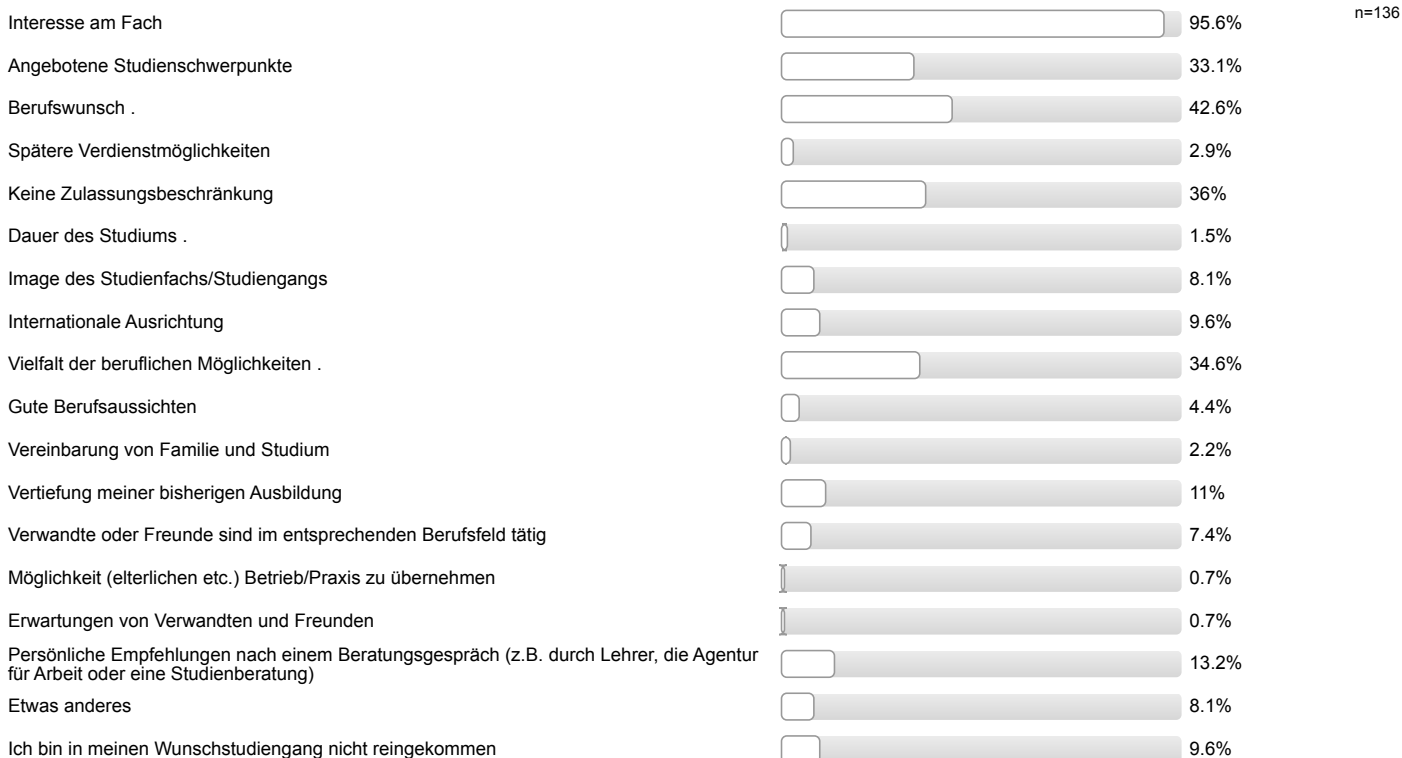 Interesse am Fach 95.6% n=136
Angebotene Studienschwerpunkte 33.1%
Berufswunsch . 42.6%
Spätere Verdienstmöglichkeiten 2.9%
Keine Zulassungsbeschränkung 36%
Dauer des Studiums . 1.5%
Image des Studienfachs/Studiengangs 8.1%
Internationale Ausrichtung 9.6%
Vielfalt der beruflichen Möglichkeiten . 34.6%
Gute Berufsaussichten 4.4%
Vereinbarung von Familie und Studium 2.2%
Vertiefung meiner bisherigen Ausbildung 11%
Verwandte oder Freunde sind im entsprechenden Berufsfeld tätig 7.4%
Möglichkeit (elterlichen etc.) Betrieb/Praxis zu übernehmen 0.7%
Erwartungen von Verwandten und Freunden 0.7%
Persönliche Empfehlungen nach einem Beratungsgespräch (z.B. durch Lehrer, die Agentur
für Arbeit oder eine Studienberatung) 13.2%
Etwas anderes 8.1%
Ich bin in meinen Wunschstudiengang nicht reingekommen 9.6%